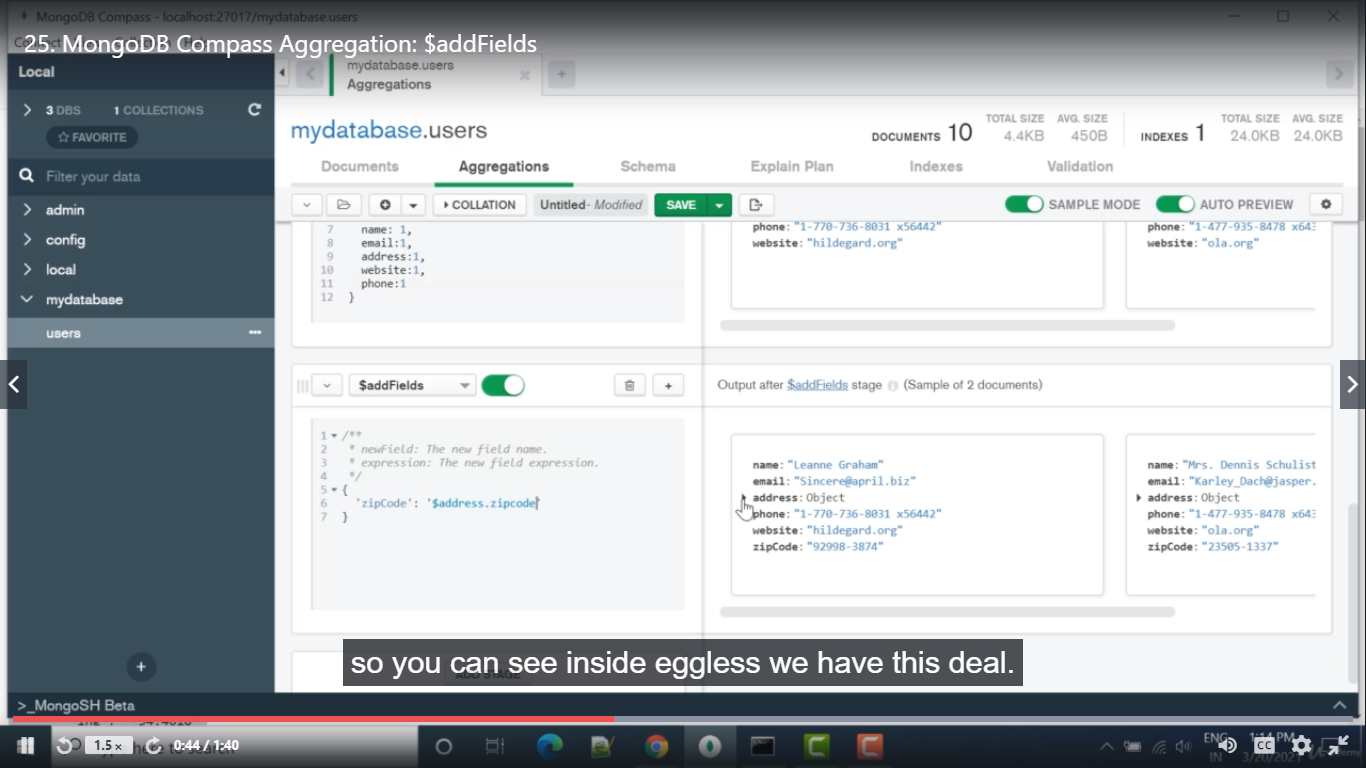 MongoDB Compass - localhost:27017/mydatabase.users
25. MongoDB Compass Aggregation: $addFields
Local
mydatabase.users
Aggregations
3 DBS 1 COLLECTIONS
FAVORITE
Filter your data
admin
config
local
mydatabase
users
mydatabase.users
DOCUMENTS 10 TOTAL SIZE 4.4KB AVG. SIZE 450B INDEXES 1 TOTAL SIZE 24.0KB AVG. SIZE 24.0KB
Documents Aggregations Schema Explain Plan Indexes Validation
COLLATION Untitled- Modified SAVE SAMPLE MODE AUTO PREVIEW
7 name: 1,
8 email:1,
9 address:1,
10 website:1,
11 phone:1
12 }
phone: "1-770-736-8031 x56442"
website: "hildegard.org"
phone: "1-477-935-8478 x643
website: "ola.org"
$addFields
Output after $addFields stage (Sample of 2 documents)
1 /**
2 * newField: The new field name.
3 * expression: The new field expression.
4 */
5 {
6 'zipCode': '$address.zipcode'
7 }
name: "Leanne Graham"
email: "Sincere@april.biz"
address: Object
phone: "1-770-736-8031 x56442"
website: "hildegard.org"
zipCode: "92998-3874"
name: "Mrs. Dennis Schulist
email: "Karley_Dach@jasper.
address: Object
phone: "1-477-935-8478 x643
website: "ola.org"
zipCode: "23505-1337"
so you can see inside eggless we have this deal.
ADD STAGE
>_MongoSH Beta
1.5 x
0:44 / 1:40
here to search
ENG
IN
1:14 PM
CC